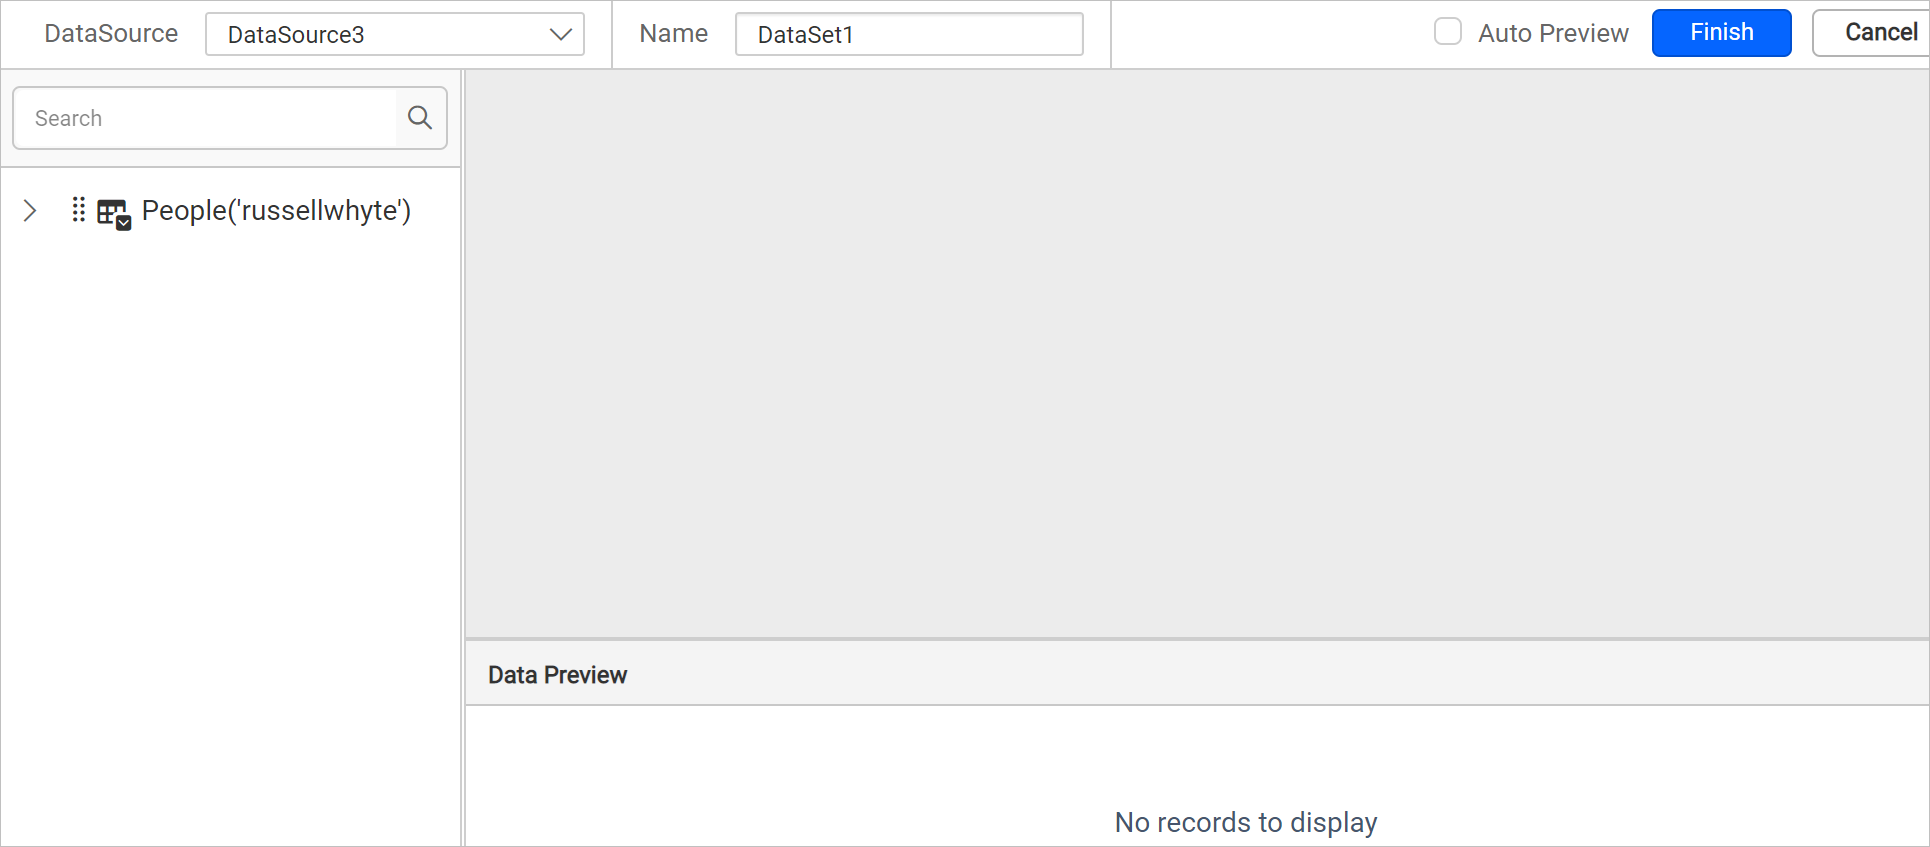 DataSource DataSource3 Name DataSet1 Auto Preview Finish Cancel
Search
People('russellwhyte')
Data Preview
No records to display